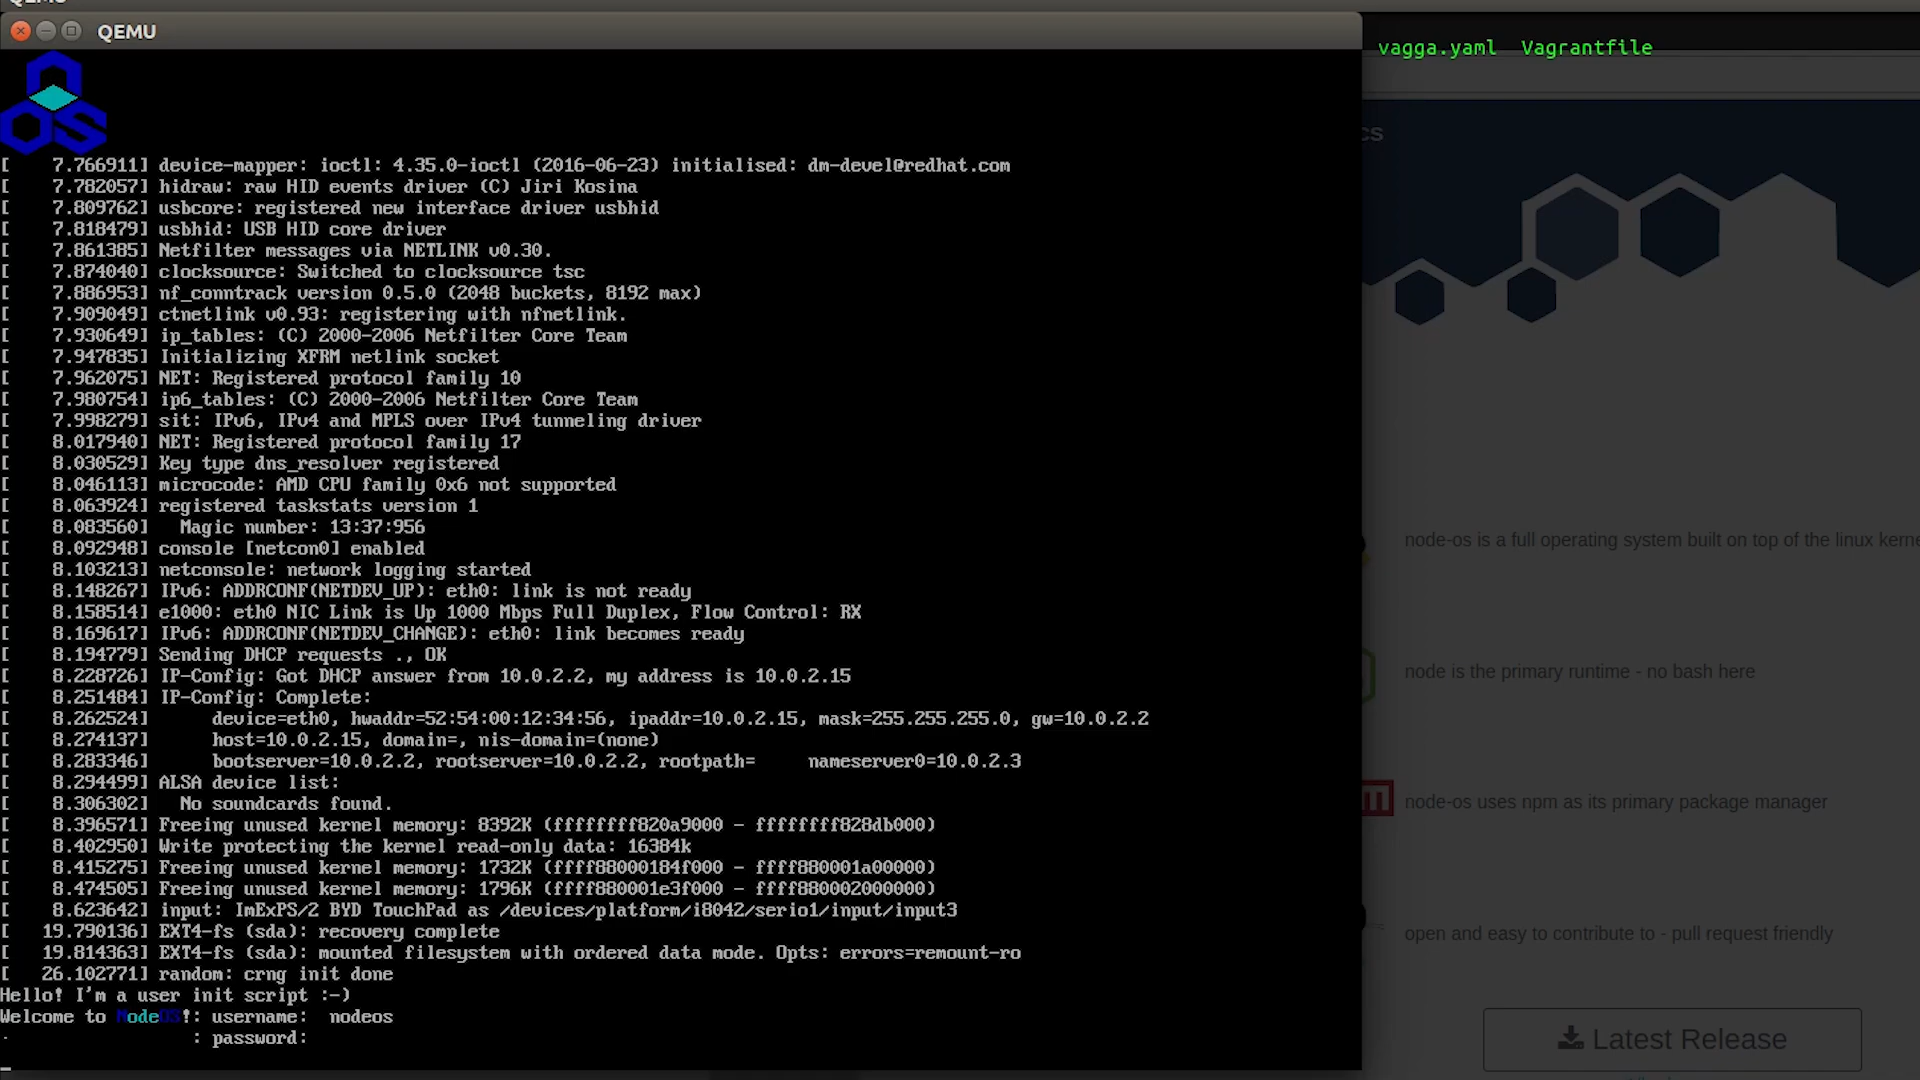 QEMU
QEMU
vagga.yaml  Vagrantfile
OS
[    7.766911] device-mapper: ioctl: 4.35.0-ioctl (2016-06-23) initialised: dm-devel@redhat.com
[    7.782057] hidraw: raw HID events driver (C) Jiri Kosina
[    7.809762] usbcore: registered new interface driver usbhid
[    7.818479] usbhid: USB HID core driver
[    7.861385] Netfilter messages via NETLINK v0.30.
[    7.874040] clocksource: Switched to clocksource tsc
[    7.886953] nf_conntrack version 0.5.0 (2048 buckets, 8192 max)
[    7.909049] ctnetlink v0.93: registering with nfnetlink.
[    7.930649] ip_tables: (C) 2000-2006 Netfilter Core Team
[    7.947835] Initializing XFRM netlink socket
[    7.962075] NET: Registered protocol family 10
[    7.980754] ip6_tables: (C) 2000-2006 Netfilter Core Team
[    7.998279] sit: IPv6, IPv4 and MPLS over IPv4 tunneling driver
[    8.017940] NET: Registered protocol family 17
[    8.030529] Key type dns_resolver registered
[    8.046113] microcode: AMD CPU family 0x6 not supported
[    8.063924] registered taskstats version 1
[    8.083560]   Magic number: 13:37:956
[    8.092948] console [netcon0] enabled
[    8.103213] netconsole: network logging started
[    8.148267] IPv6: ADDRCONF(NETDEV_UP): eth0: link is not ready
[    8.158514] e1000: eth0 NIC Link is Up 1000 Mbps Full Duplex, Flow Control: RX
[    8.169617] IPv6: ADDRCONF(NETDEV_CHANGE): eth0: link becomes ready
[    8.194779] Sending DHCP requests ., OK
[    8.228726] IP-Config: Got DHCP answer from 10.0.2.2, my address is 10.0.2.15
[    8.251484] IP-Config: Complete:
[    8.262524]      device=eth0, hwaddr=52:54:00:12:34:56, ipaddr=10.0.2.15, mask=255.255.255.0, gw=10.0.2.2
[    8.274137]      host=10.0.2.15, domain=, nis-domain=(none)
[    8.283346]      bootserver=10.0.2.2, rootserver=10.0.2.2, rootpath=     nameserver0=10.0.2.3
[    8.294499] ALSA device list:
[    8.306302]   No soundcards found.
[    8.396571] Freeing unused kernel memory: 8392K (ffffffff820a9000 - ffffffff828db000)
[    8.402950] Write protecting the kernel read-only data: 16384k
[    8.415275] Freeing unused kernel memory: 1732K (ffff88000184f000 - ffff880001a00000)
[    8.474505] Freeing unused kernel memory: 1796K (ffff880001e3f000 - ffff880002000000)
[    8.623642] input: ImExPS/2 BYD TouchPad as /devices/platform/i8042/serio1/input/input3
[   19.790136] EXT4-fs (sda): recovery complete
[   19.814363] EXT4-fs (sda): mounted filesystem with ordered data mode. Opts: errors=remount-ro
[   26.102771] random: crng init done
Hello! I'm a user init script :-)
Welcome to NodeOS!: username:  nodeos
: password:
cs
node-os is a full operating system built on top of the linux kerne
node is the primary runtime - no bash here
m
node-os uses npm as its primary package manager
open and easy to contribute to - pull request friendly
Latest Release